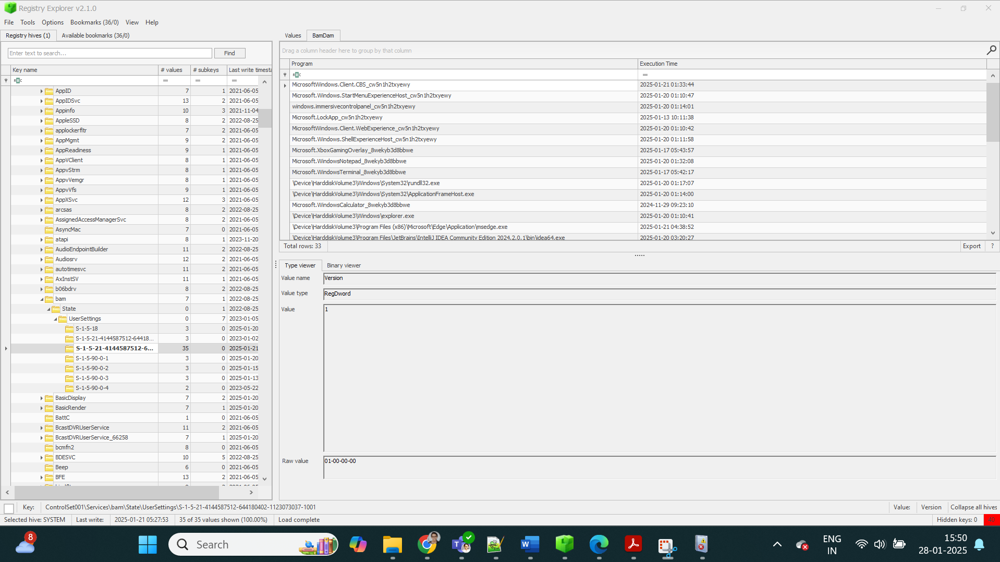 Registry Explorer v2.1.0
File Tools Options Bookmarks (36/0) View Help
Registry hives (1) Available bookmarks (36/0)
Enter text to search... Find
Key name # values # subkeys Last write timesta
= = =
AppID 7 1 2021-06-05
AppIDSvc 13 2 2021-06-05
Appinfo 10 3 2021-11-04
AppleSSD 8 2 2022-08-25
applockerfltr 7 2 2021-06-05
AppMgmt 9 2 2021-06-05
AppReadiness 9 1 2021-06-05
AppVClient 8 1 2021-06-05
AppvStrm 8 1 2021-06-05
AppvVemgr 8 1 2021-06-05
AppvVfs 9 1 2021-06-05
AppXSvc 12 3 2021-06-05
arcsas 8 2 2022-08-25
AssignedAccessManagerSvc 8 2 2021-06-05
AsyncMac 7 0 2021-06-05
atapi 8 1 2023-11-20
AudioEndpointBuilder 11 2 2022-08-25
Audiosrv 12 2 2021-06-05
autotimesvc 11 2 2021-06-05
AxInstSV 11 1 2021-06-05
b06bdrv 8 2 2022-08-25
bam 7 1 2022-08-25
State 0 1 2022-08-25
UserSettings 0 7 2023-01-05
S-1-5-18 3 0 2025-01-20
S-1-5-21-4144587512-64418... 3 0 2023-01-02
S-1-5-21-4144587512-6... 35 0 2025-01-21
S-1-5-90-0-1 3 0 2025-01-20
S-1-5-90-0-2 3 0 2025-01-15
S-1-5-90-0-3 3 0 2025-01-13
S-1-5-90-0-4 2 0 2023-05-22
BasicDisplay 7 2 2025-01-20
BasicRender 7 1 2025-01-20
BattC 1 0 2021-06-05
BcastDVRUserService 11 2 2021-06-05
BcastDVRUserService_66258 7 1 2025-01-20
bcmfn2 8 0 2021-06-05
BDESVC 10 5 2022-08-25
Beep 6 0 2021-06-05
BFE 13 2 2021-06-05
Values BamDam
Drag a column header here to group by that column
Program Execution Time
=
MicrosoftWindows.Client.CBS_cw5n1h2txyewy 2025-01-21 01:33:44
Microsoft.Windows.StartMenuExperienceHost_cw5n1h2txyewy 2025-01-20 01:10:47
windows.immersivecontrolpanel_cw5n1h2txyewy 2025-01-20 01:14:01
Microsoft.LockApp_cw5n1h2txyewy 2025-01-13 10:11:38
MicrosoftWindows.Client.WebExperience_cw5n1h2txyewy 2025-01-20 01:10:42
Microsoft.Windows.ShellExperienceHost_cw5n1h2txyewy 2025-01-20 01:11:58
Microsoft.XboxGamingOverlay_8wekyb3d8bbwe 2025-01-17 05:43:57
Microsoft.WindowsNotepad_8wekyb3d8bbwe 2025-01-20 01:32:08
Microsoft.WindowsTerminal_8wekyb3d8bbwe 2025-01-17 05:42:17
\Device\HarddiskVolume3\Windows\System32\rundll32.exe 2025-01-20 01:17:07
\Device\HarddiskVolume3\Windows\System32\ApplicationFrameHost.exe 2025-01-20 01:14:00
Microsoft.WindowsCalculator_8wekyb3d8bbwe 2024-11-29 09:23:10
\Device\HarddiskVolume3\Windows\explorer.exe 2025-01-20 01:10:41
\Device\HarddiskVolume3\Program Files (x86)\Microsoft\Edge\Application\msedge.exe 2025-01-21 04:38:52
\Device\HarddiskVolume3\Program Files\JetBrains\IntelliJ IDEA Community Edition 2024.2.0.1\bin\idea64.exe 2025-01-20 03:20:27
Total rows: 33 Export ?
Type viewer Binary viewer
Value name Version
Value type RegDword
Value 1
Raw value 01-00-00-00
Key: ControlSet001\Services\bam\State\UserSettings\S-1-5-21-4144587512-644180402-1123073037-1001 Value: Version Collapse all hives
Selected hive: SYSTEM Last write: 2025-01-21 05:27:53 35 of 35 values shown (100.00%) Load complete Hidden keys: 0 40
8 Search ENG IN 15:50 28-01-2025